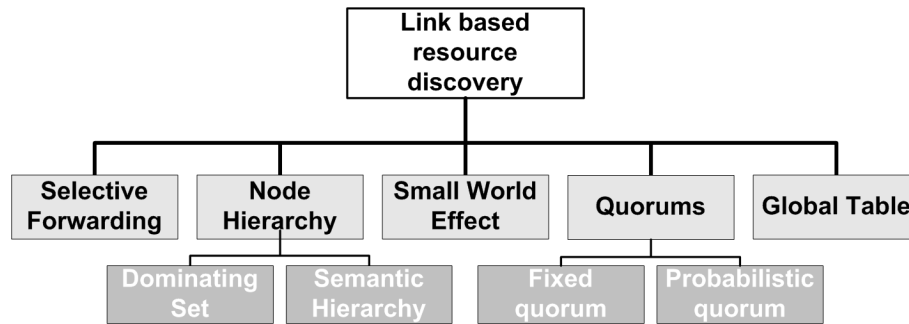 Link based
resource
discovery
Selective
Forwarding
Node
Hierarchy
Small World
Effect
Quorums
Global Table
Dominating
Set
Semantic
Hierarchy
Fixed
quorum
Probabilistic
quorum